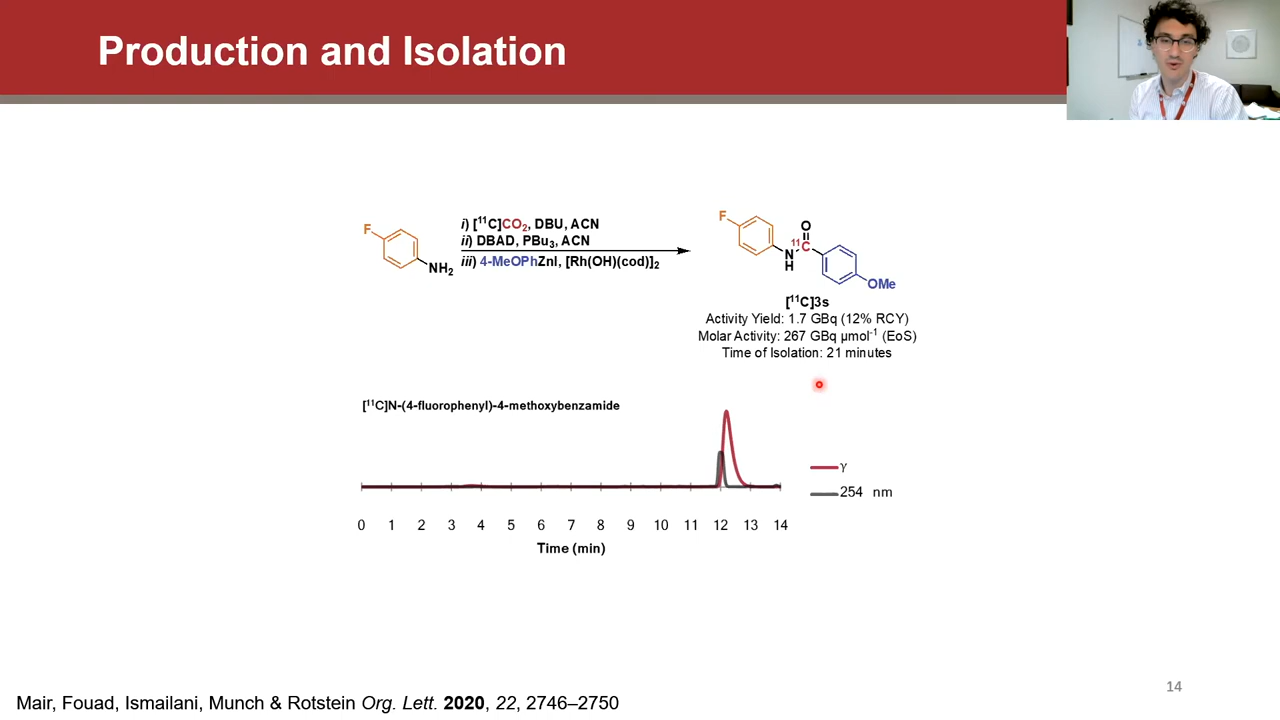 Production and Isolation
F
NH₂
i) [¹¹C]CO₂, DBU, ACN
ii) DBAD, PBu₃, ACN
iii) 4-MeOPhZnI, [Rh(OH)(cod)]₂
F
O
¹¹C
N
H
OMe
[¹¹C]3s
Activity Yield: 1.7 GBq (12% RCY)
Molar Activity: 267 GBq µmol⁻¹ (EoS)
Time of Isolation: 21 minutes
[¹¹C]N-(4-fluorophenyl)-4-methoxybenzamide
γ
254 nm
0 1 2 3 4 5 6 7 8 9 10 11 12 13 14
Time (min)
14
Mair, Fouad, Ismailani, Munch & Rotstein Org. Lett. 2020, 22, 2746–2750